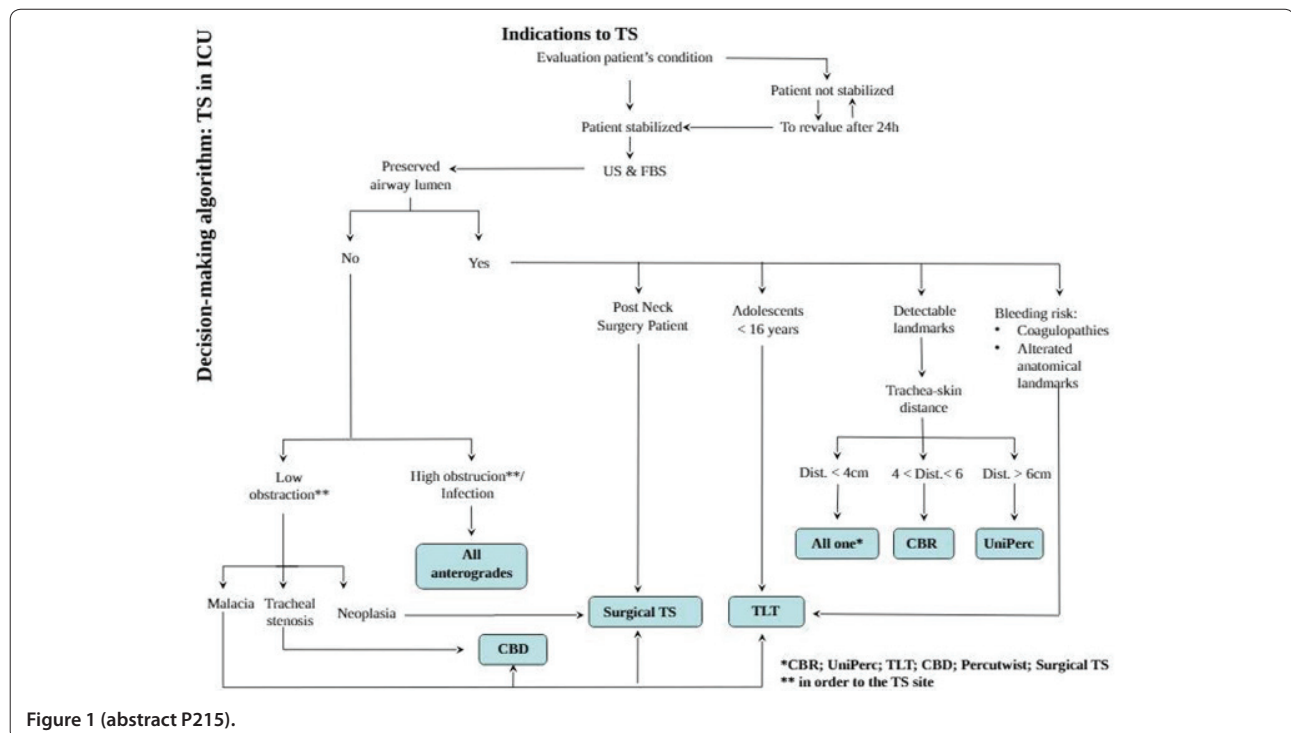 Decision-making algorithm: TS in ICU
Indications to TS
Evaluation patient's condition
Patient not stabilized
Patient stabilized
To revalue after 24h
US & FBS
Preserved
airway lumen
No
Yes
Post Neck
Surgery Patient
Adolescents
< 16 years
Detectable
landmarks
Bleeding risk:
• Coagulopathies
• Alterated
anatomical
landmarks
Trachea-skin
distance
Low
obstraction**
High obstrucion**/
Infection
Dist. < 4cm
4 < Dist.< 6
Dist. > 6cm
All one*
CBR
UniPerc
All
anterogrades
Malacia
Tracheal
stenosis
Neoplasia
Surgical TS
TLT
CBD
*CBR; UniPerc; TLT; CBD; Percutwist; Surgical TS
** in order to the TS site
Figure 1 (abstract P215).